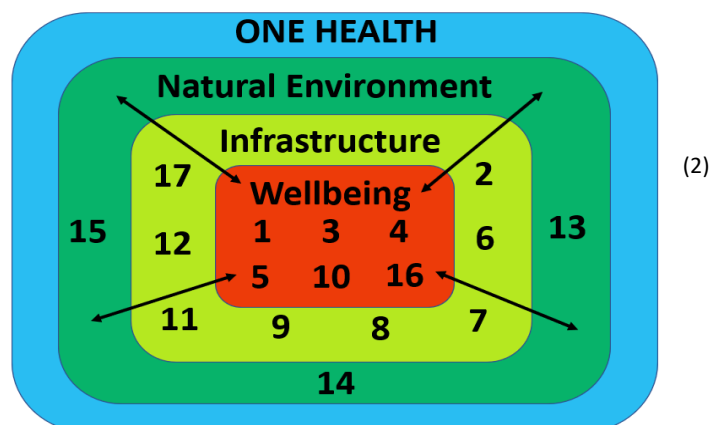 ONE HEALTH
Natural Environment
Infrastructure
17
2
(2)
Wellbeing
15
1 3 4
13
12
6
5 10 16
11
9
8
7
14